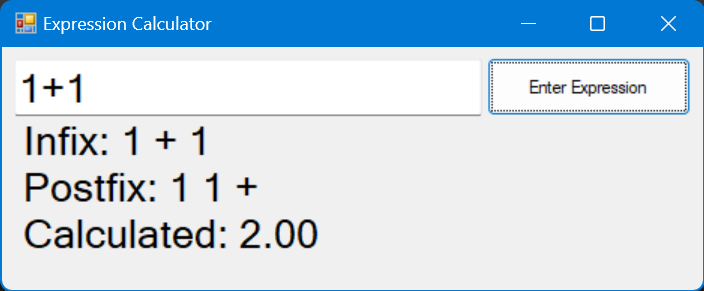 Expression Calculator
1+1
Enter Expression
Infix: 1 + 1
Postfix: 1 1 +
Calculated: 2.00